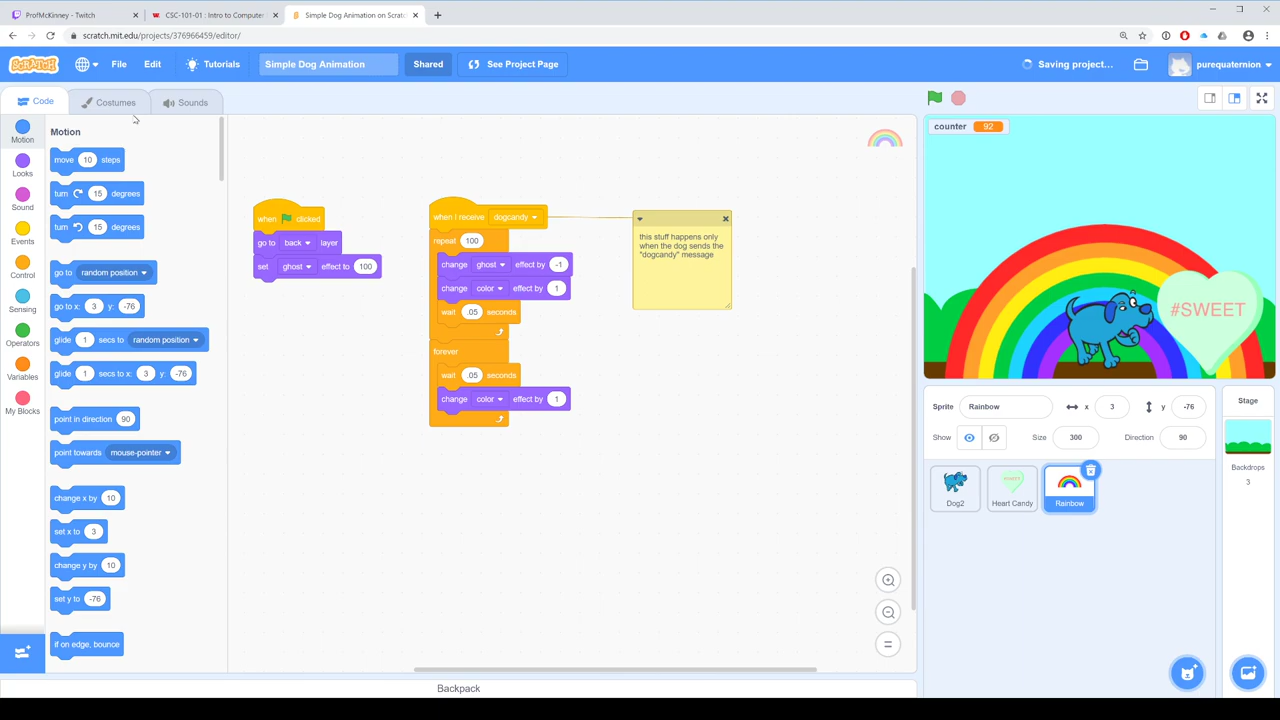 ProfMcKinney - Twitch
CSC-101-01 : Intro to Compute
Simple Dog Animation on Scratc
scratch.mit.edu/projects/376966459/editor/
SCRATCH
File
Edit
Tutorials
Simple Dog Animation
Shared
See Project Page
Saving project...
purequaternion
Code
Costumes
Sounds
Motion
Looks
Sound
Events
Control
Sensing
Operators
Variables
My Blocks
Motion
move 10 steps
turn 15 degrees
turn 15 degrees
go to random position
go to x: 3 y: -76
glide 1 secs to random position
glide 1 secs to x: 3 y: -76
point in direction 90
point towards mouse-pointer
change x by 10
set x to 3
change y by 10
set y to -76
if on edge, bounce
when clicked
go to back layer
set ghost effect to 100
when I receive dogcandy
repeat 100
change ghost effect by -1
change color effect by 1
wait .05 seconds
forever
wait .05 seconds
change color effect by 1
this stuff happens only
when the dog sends the
"dogcandy" message
counter 92
#SWEET
Sprite Rainbow x 3 y -76
Show Size 300 Direction 90
Dog2
Heart Candy
Rainbow
Stage
Backdrops
3
Backpack